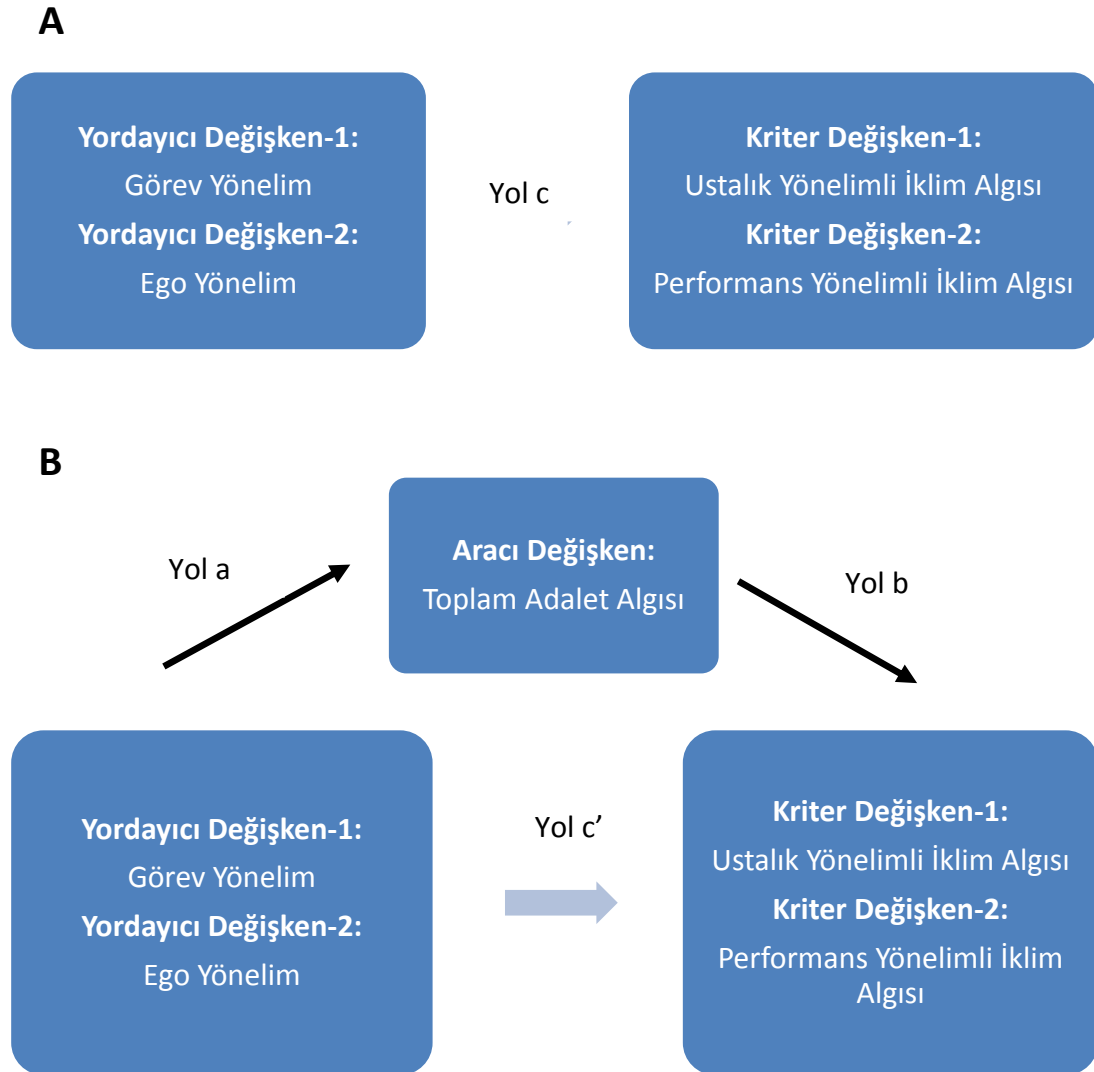 A
Yordayıcı Değişken-1:
Görev Yönelim
Yordayıcı Değişken-2:
Ego Yönelim
Yol c
Kriter Değişken-1:
Ustalık Yönelimli İklim Algısı
Kriter Değişken-2:
Performans Yönelimli İklim Algısı
B
Yol a
Aracı Değişken:
Toplam Adalet Algısı
Yol b
Yordayıcı Değişken-1:
Görev Yönelim
Yordayıcı Değişken-2:
Ego Yönelim
Yol c’
Kriter Değişken-1:
Ustalık Yönelimli İklim Algısı
Kriter Değişken-2:
Performans Yönelimli İklim
Algısı